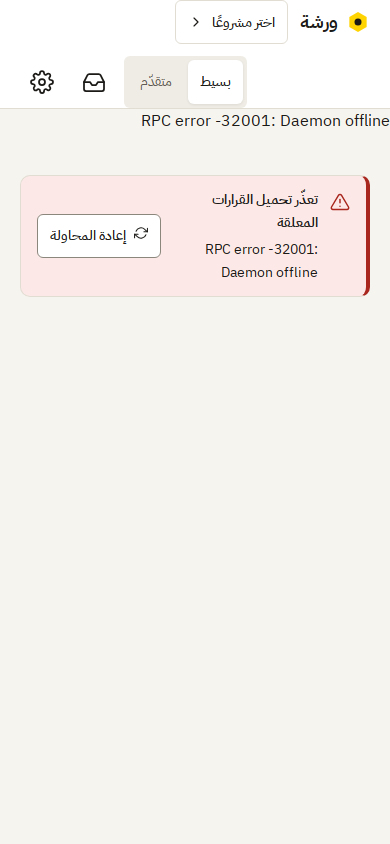 ورشة
اختر مشروعًا
بسيط
متقدّم
RPC error -32001: Daemon offline
تعذّر تحميل القرارات
المعلقة
RPC error -32001:
Daemon offline
إعادة المحاولة